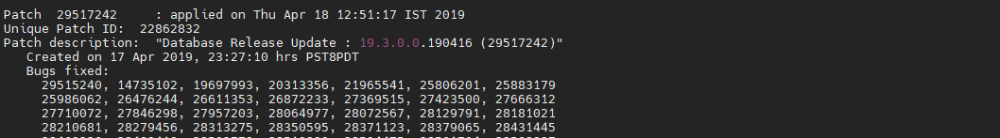 Patch  29517242     : applied on Thu Apr 18 12:51:17 IST 2019
Unique Patch ID:  22862832
Patch description:  "Database Release Update : 19.3.0.0.190416 (29517242)"
   Created on 17 Apr 2019, 23:27:10 hrs PST8PDT
   Bugs fixed:
     29515240, 14735102, 19697993, 20313356, 21965541, 25806201, 25883179
     25986062, 26476244, 26611353, 26872233, 27369515, 27423500, 27666312
     27710072, 27846298, 27957203, 28064977, 28072567, 28129791, 28181021
     28210681, 28279456, 28313275, 28350595, 28371123, 28379065, 28431445